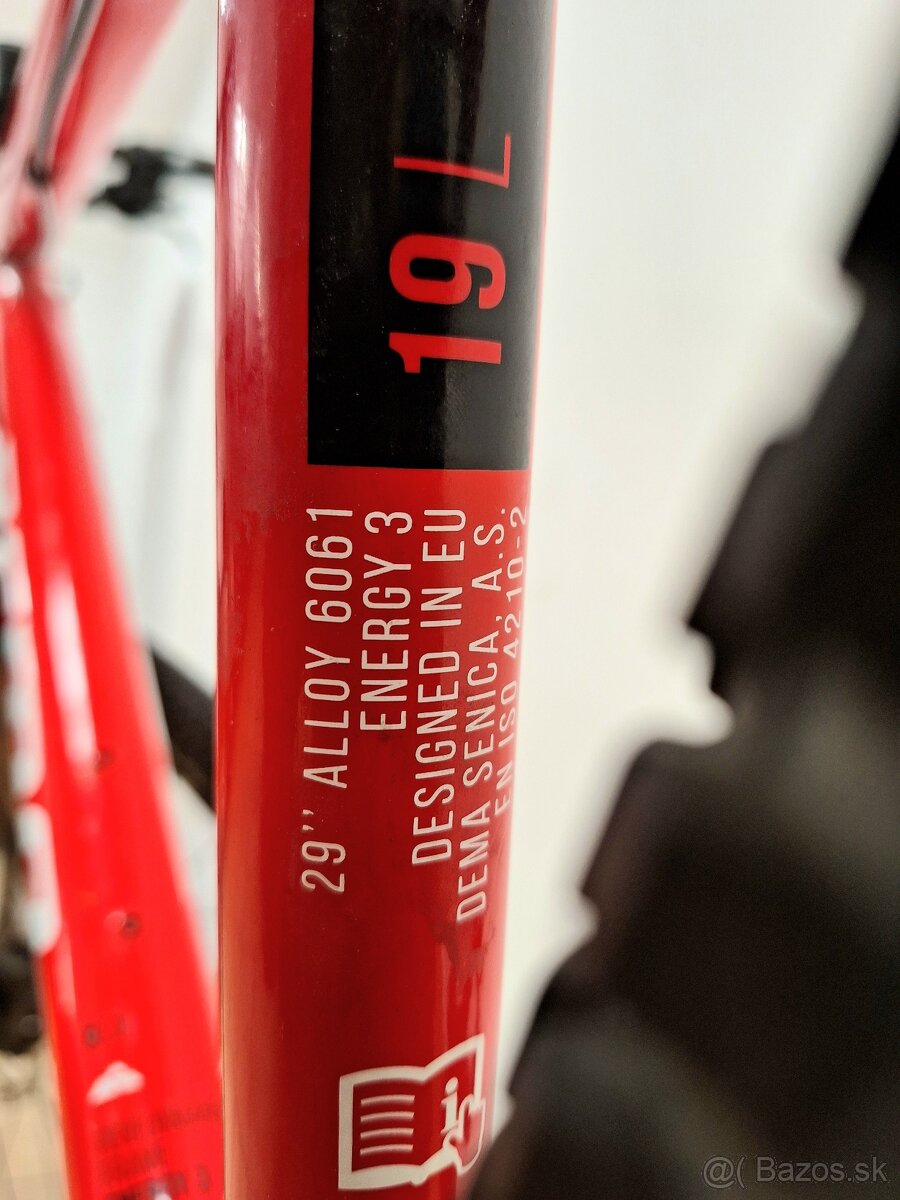 19 L
29'' ALLOY 6061
ENERGY 3
DESIGNED IN EU
DEMA SENICA, A.S.
EN ISO 4210-2
@( Bazos.sk